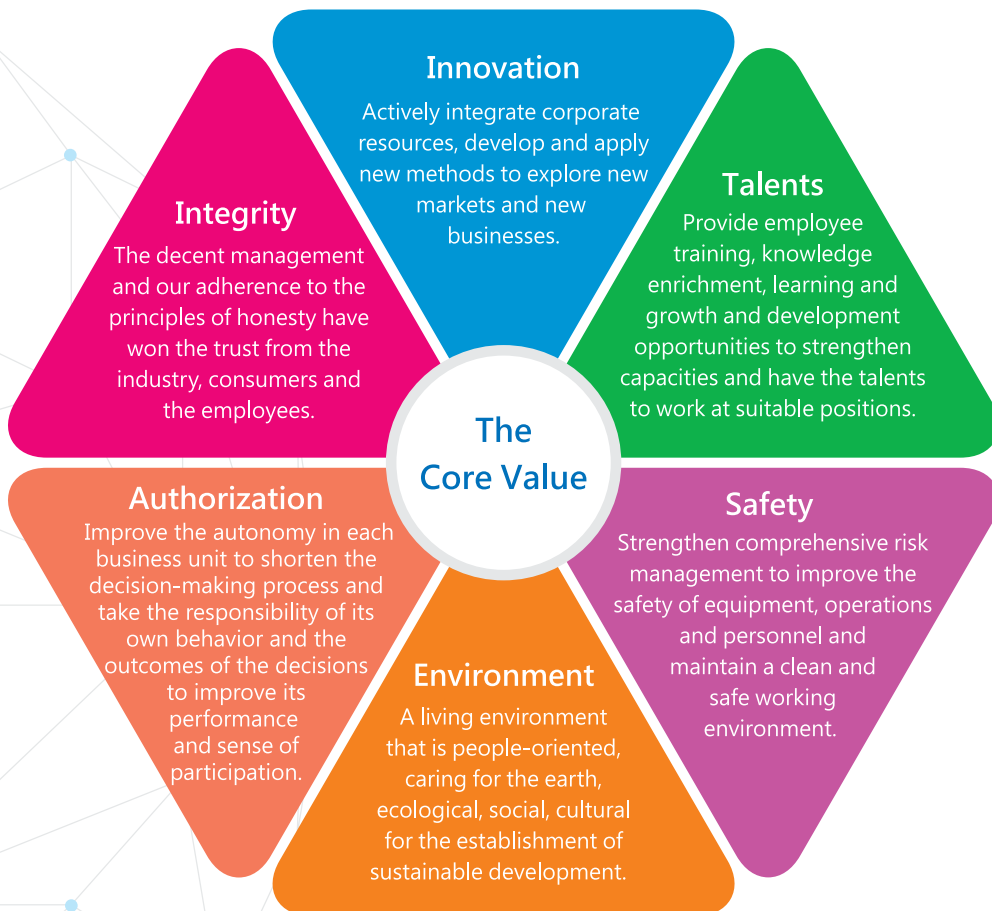 Innovation
Actively integrate corporate
resources, develop and apply
new methods to explore new
markets and new
businesses.
Talents
Provide employee
training, knowledge
enrichment, learning and
growth and development
opportunities to strengthen
capacities and have the talents
to work at suitable positions.
Safety
Strengthen comprehensive risk
management to improve the
safety of equipment, operations
and personnel and
maintain a clean and
safe working
environment.
Environment
A living environment
that is people-oriented,
caring for the earth,
ecological, social, cultural
for the establishment of
sustainable development.
Authorization
Improve the autonomy in each
business unit to shorten the
decision-making process and
take the responsibility of its
own behavior and the
outcomes of the decisions
to improve its
performance
and sense of
participation.
Integrity
The decent management
and our adherence to the
principles of honesty have
won the trust from the
industry, consumers and
the employees.
The
Core Value